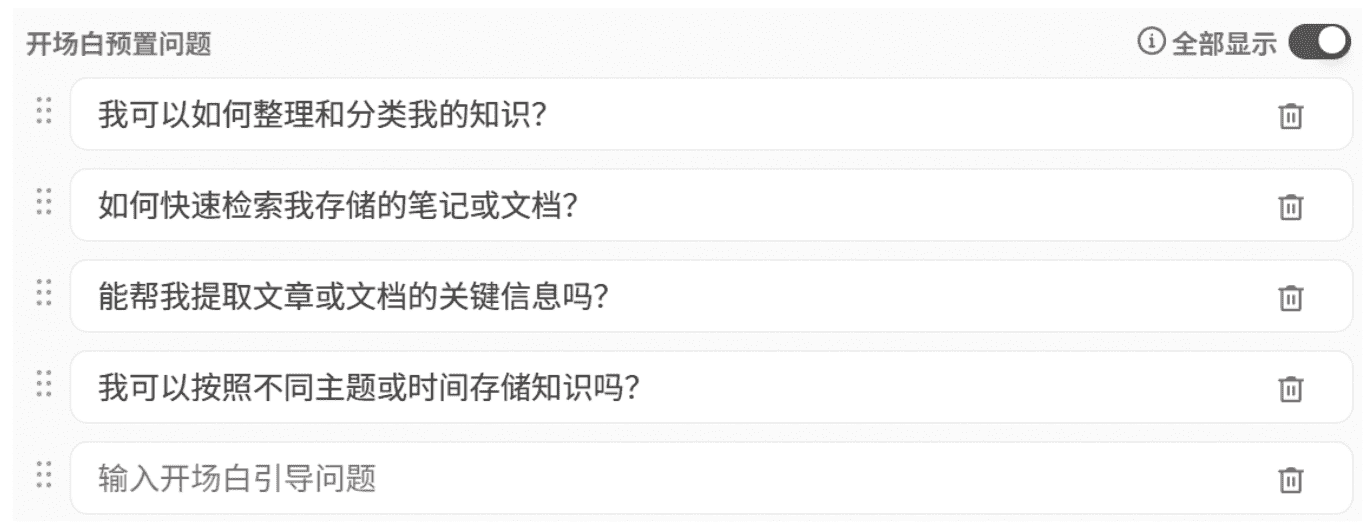 开场白预置问题
全部显示
我可以如何整理和分类我的知识？
如何快速检索我存储的笔记或文档？
能帮我提取文章或文档的关键信息吗？
我可以按照不同主题或时间存储知识吗？
输入开场白引导问题